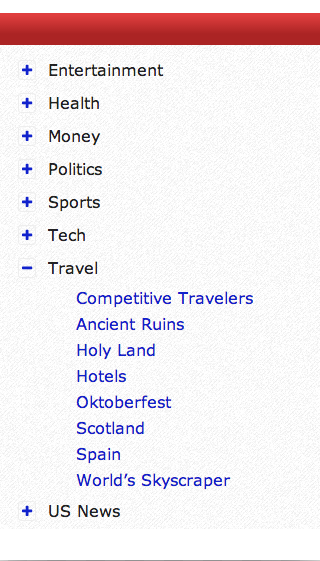 Entertainment
Health
Money
Politics
Sports
Tech
Travel
Competitive Travelers
Ancient Ruins
Holy Land
Hotels
Oktoberfest
Scotland
Spain
World’s Skyscraper
US News